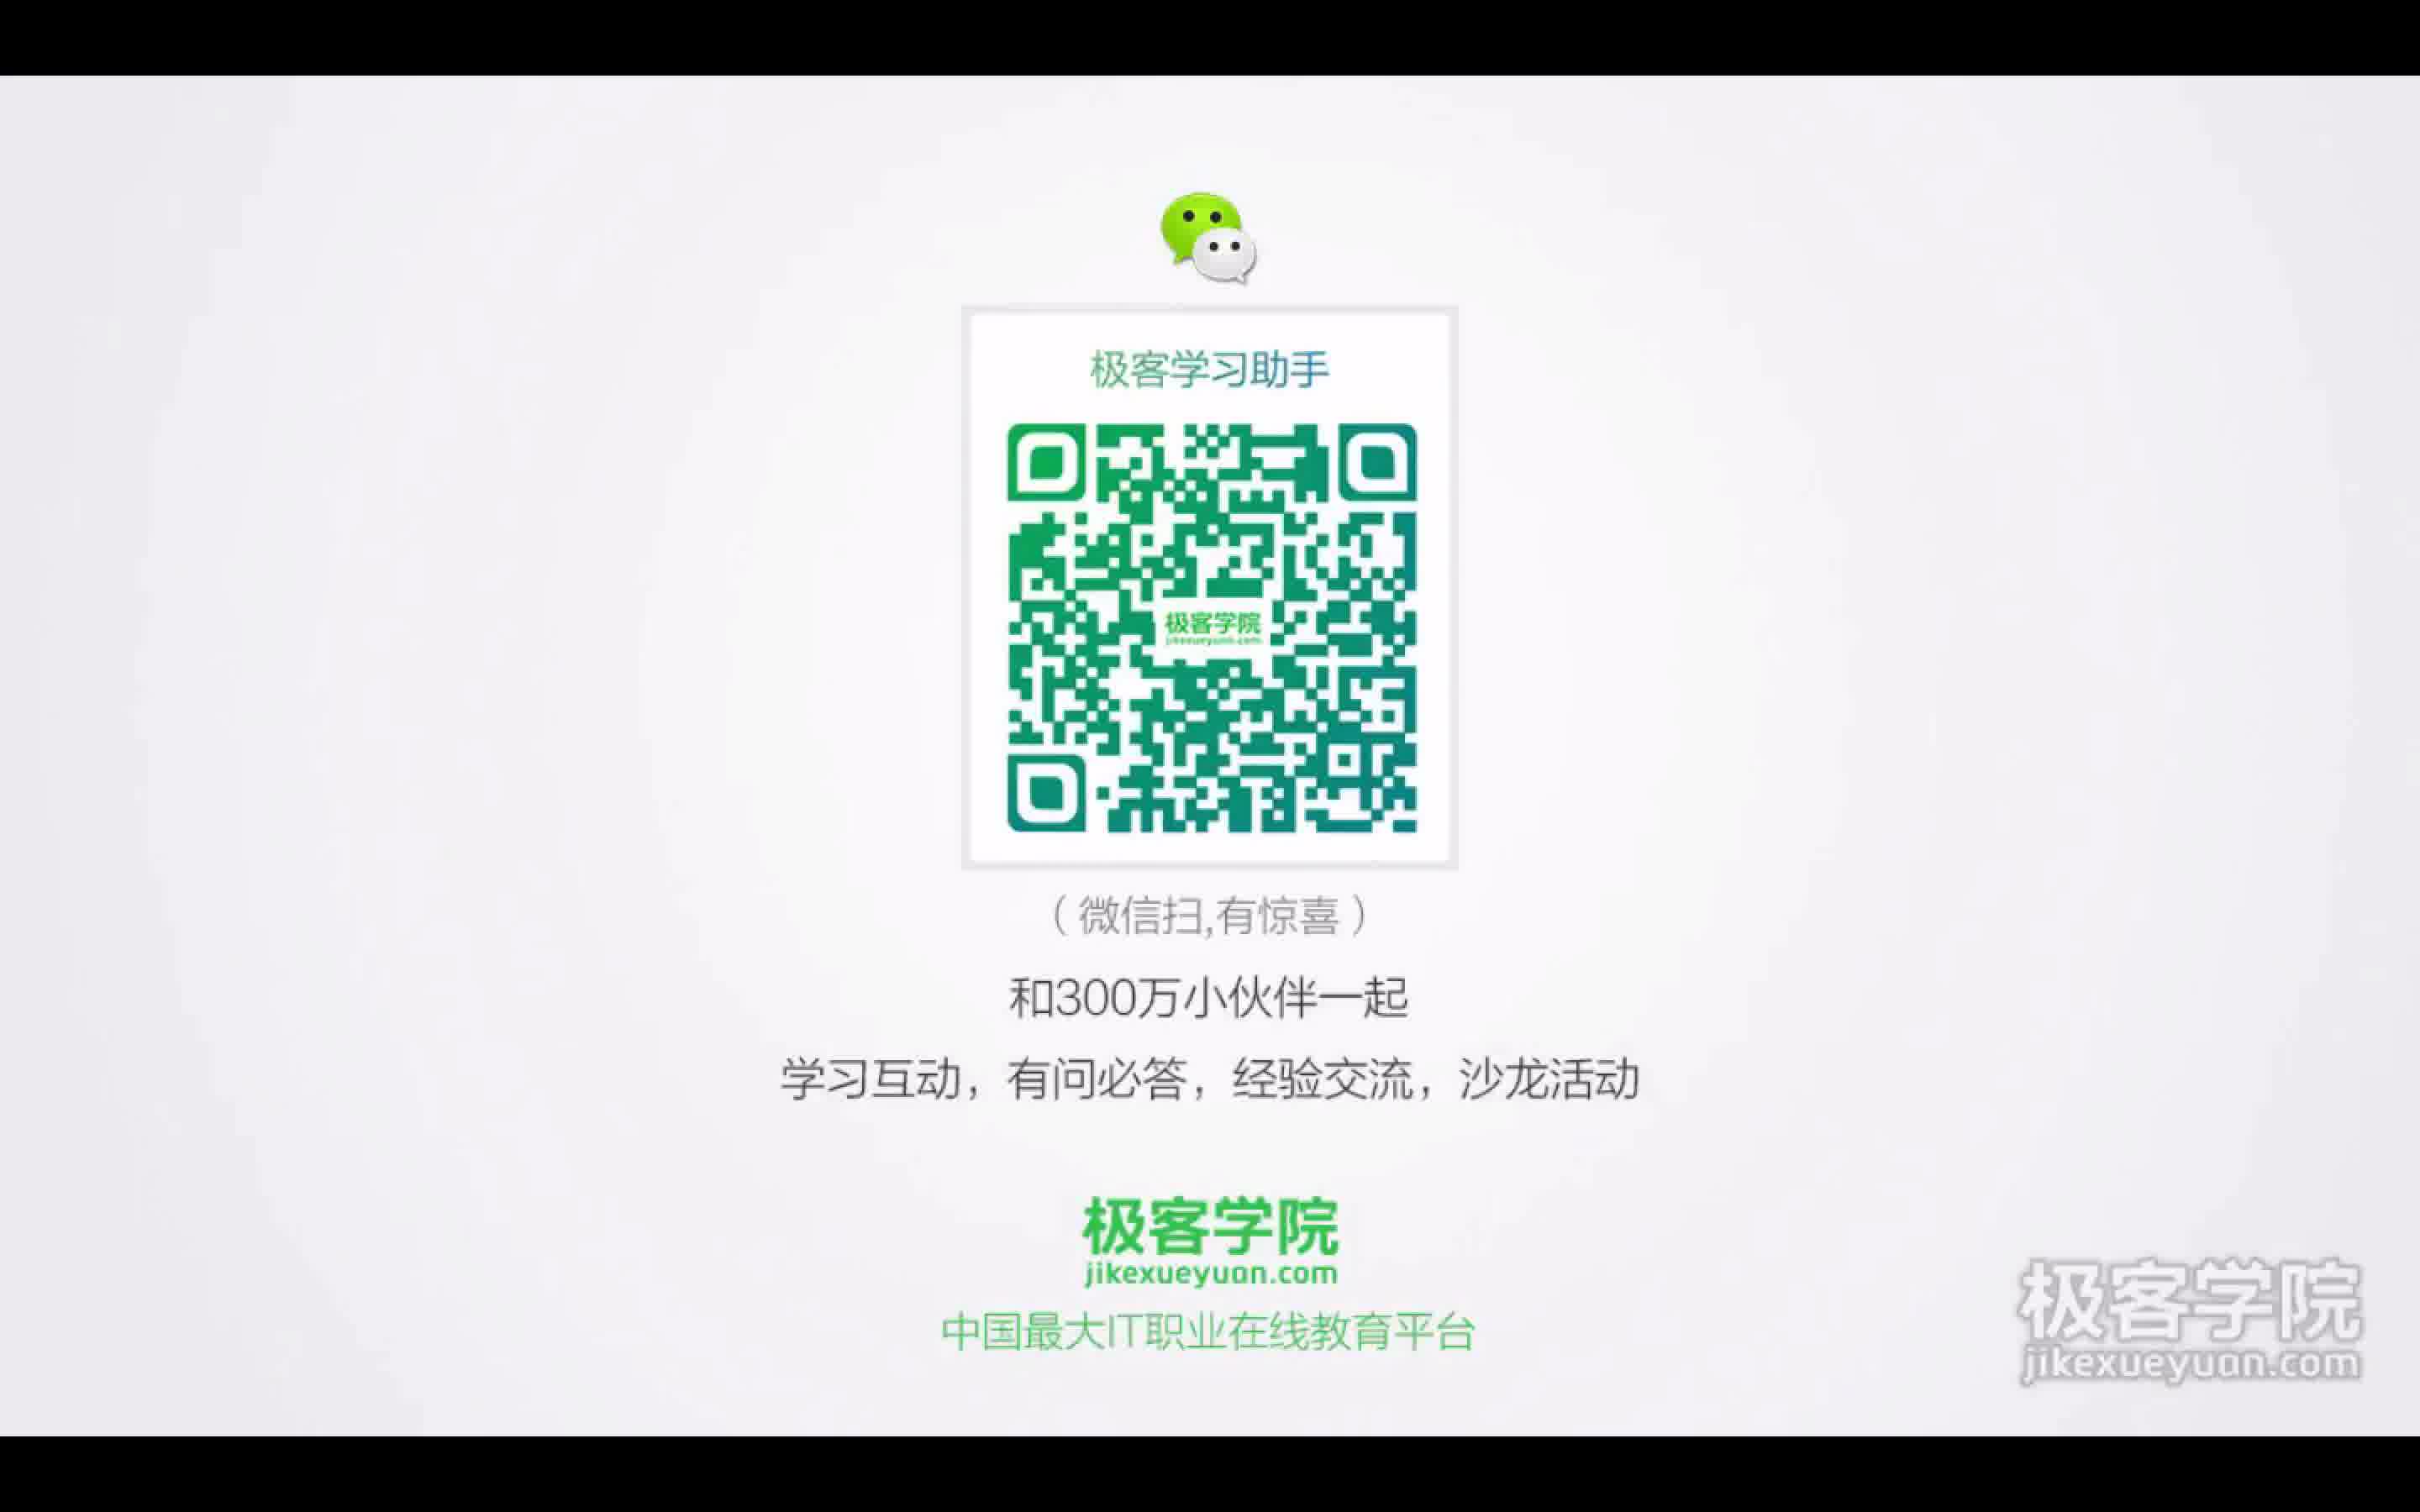 极客学习助手
极客学院
jikexueyuan.com
（微信扫,有惊喜）
和300万小伙伴一起
学习互动，有问必答，经验交流，沙龙活动
极客学院
jikexueyuan.com
中国最大IT职业在线教育平台
极客学院
jikexueyuan.com